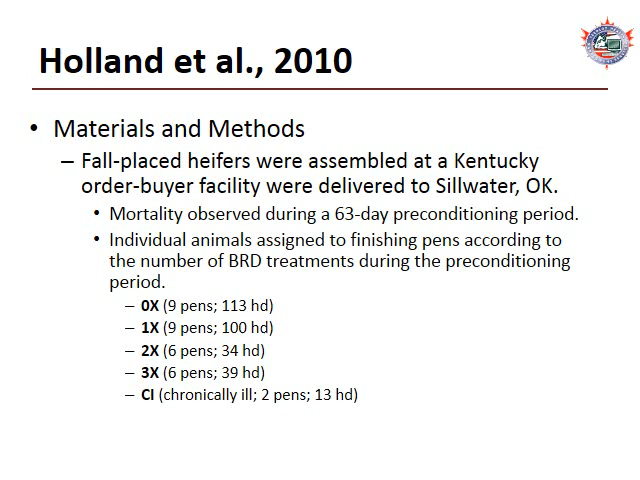 Holland et al., 2010
• Materials and Methods
– Fall-placed heifers were assembled at a Kentucky
order-buyer facility were delivered to Sillwater, OK.
• Mortality observed during a 63-day preconditioning period.
• Individual animals assigned to finishing pens according to
the number of BRD treatments during the preconditioning
period.
– 0X (9 pens; 113 hd)
– 1X (9 pens; 100 hd)
– 2X (6 pens; 34 hd)
– 3X (6 pens; 39 hd)
– CI (chronically ill; 2 pens; 13 hd)